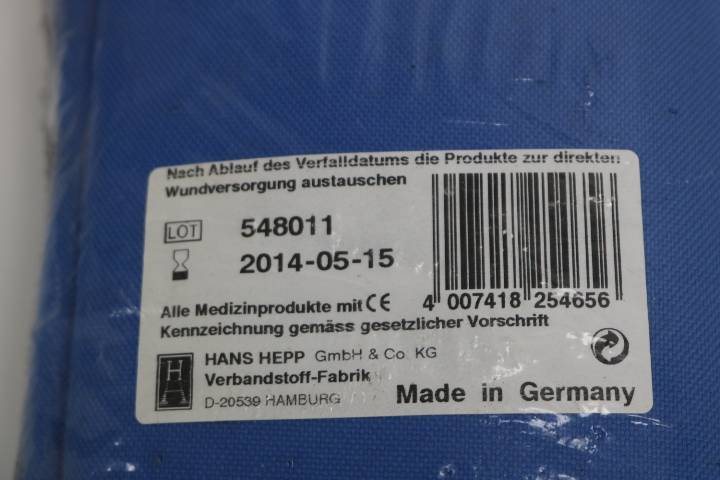 Nach Ablauf des Verfalldatums die Produkte zur direkten
Wundversorgung austauschen
LOT 548011
2014-05-15
4 007418 254656
Alle Medizinprodukte mit CE
Kennzeichnung gemäss gesetzlicher Vorschrift
HH
HANS HEPP GmbH & Co. KG
Verbandstoff-Fabrik
D-20539 HAMBURG
Made in Germany